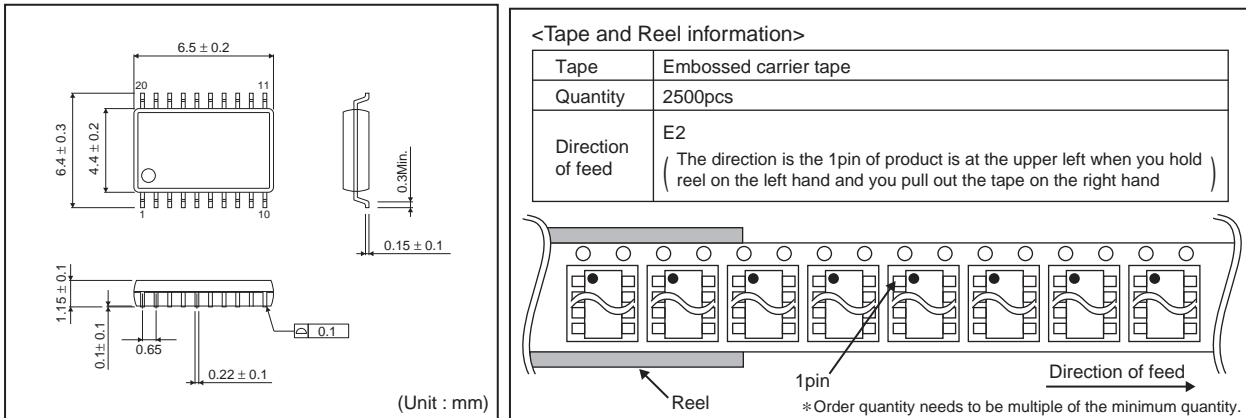 6.5 ± 0.2
20 11
6.4 ± 0.3
4.4 ± 0.2
0.3Min.
1 10
0.15 ± 0.1
1.15 ± 0.1
0.1± 0.1
0.65
0.1
0.22 ± 0.1
(Unit : mm)
<Tape and Reel information>
Tape Embossed carrier tape
Quantity 2500pcs
Direction of feed
E2
( The direction is the 1pin of product is at the upper left when you hold
reel on the left hand and you pull out the tape on the right hand )
1pin
Reel
Direction of feed
∗Order quantity needs to be multiple of the minimum quantity.